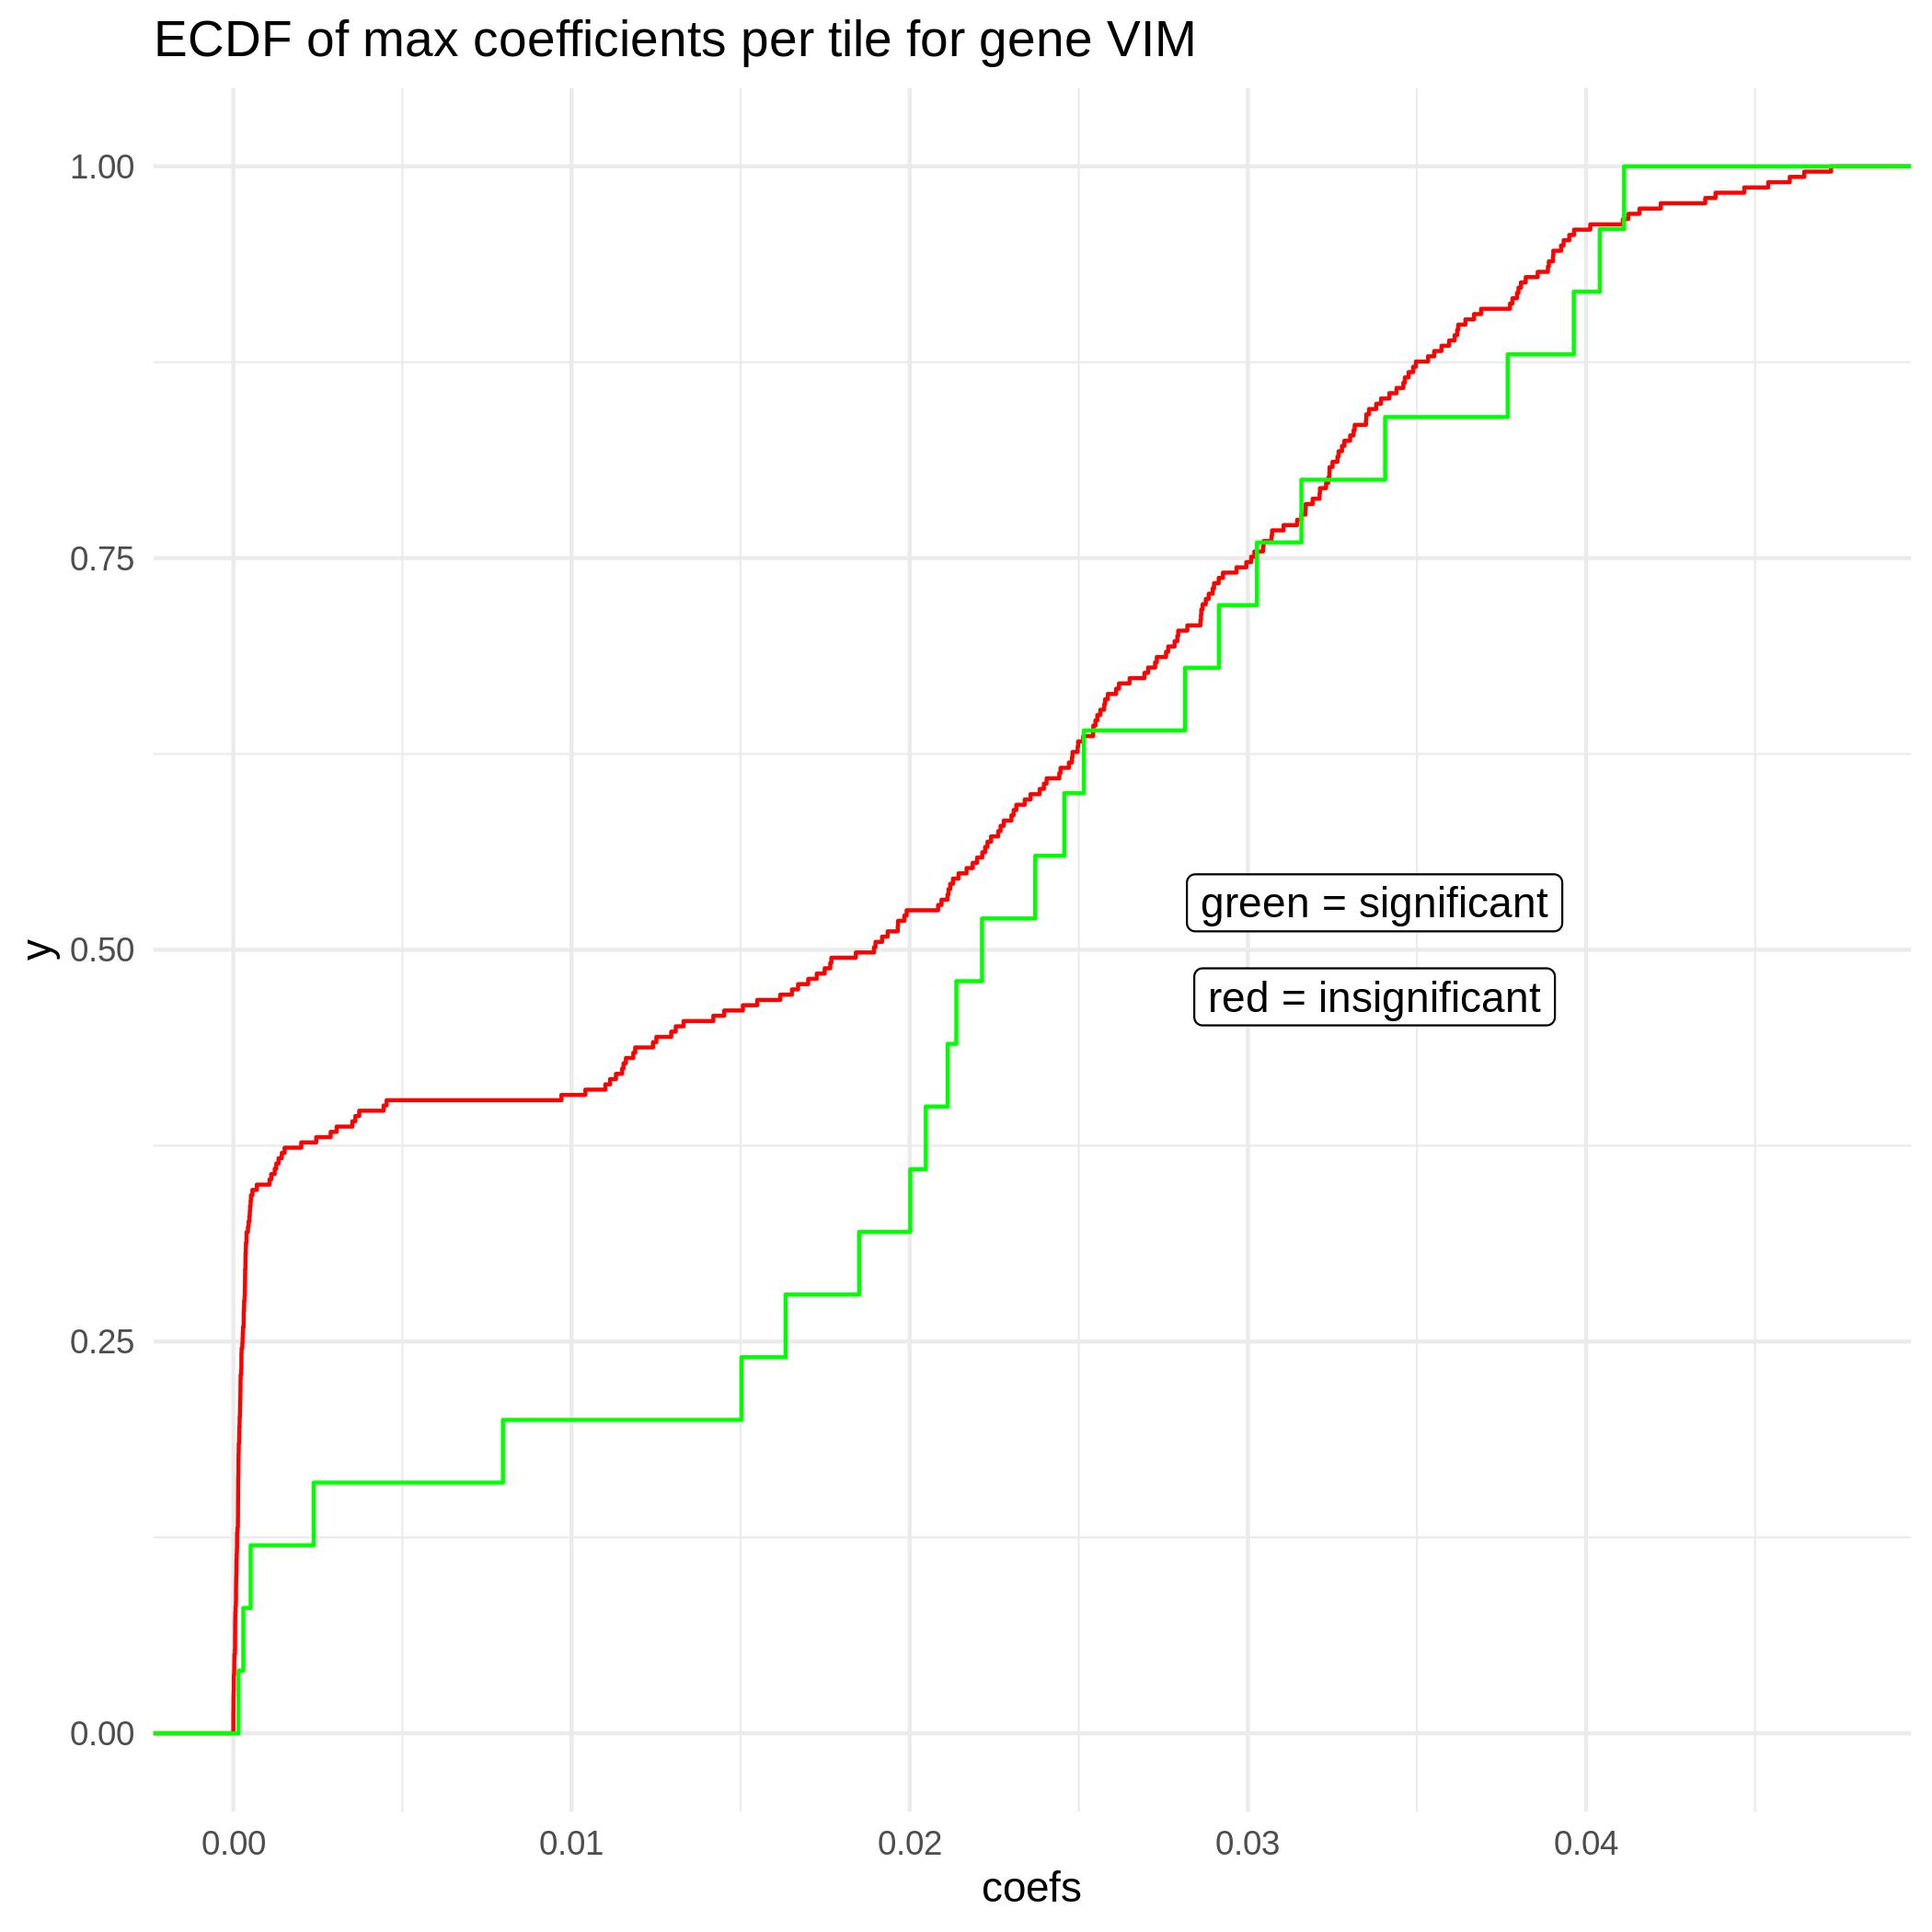 ECDF of max coefficients per tile for gene VIM
1.00
0.75
y
0.50
0.25
0.00
green = significant
red = insignificant
0.00 0.01 0.02 0.03 0.04
coefs